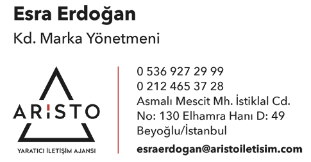 Esra Erdoğan
Kd. Marka Yönetmeni
ARISTO
YARATICI İLETİŞİM AJANSI
0 536 927 29 99
0 212 465 37 28
Asmalı Mescit Mh. İstiklal Cd.
No: 130 Elhamra Hanı D: 49
Beyoğlu/İstanbul
esraerdogan@aristoiletisim.com